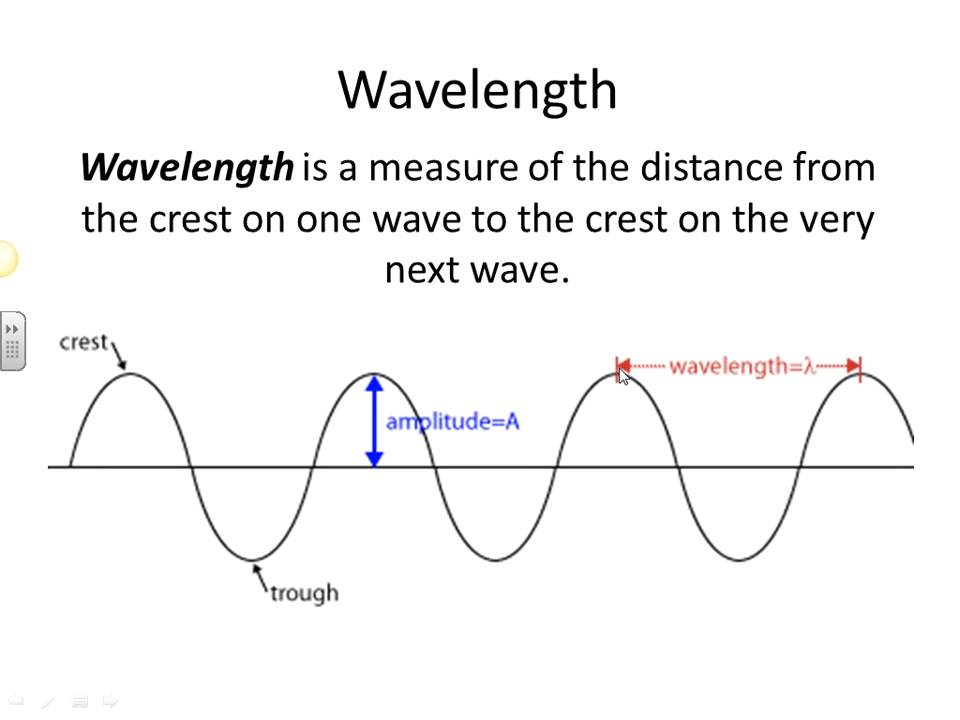 Wavelength
Wavelength is a measure of the distance from
the crest on one wave to the crest on the very
next wave.
crest
wavelength=λ
amplitude=A
trough